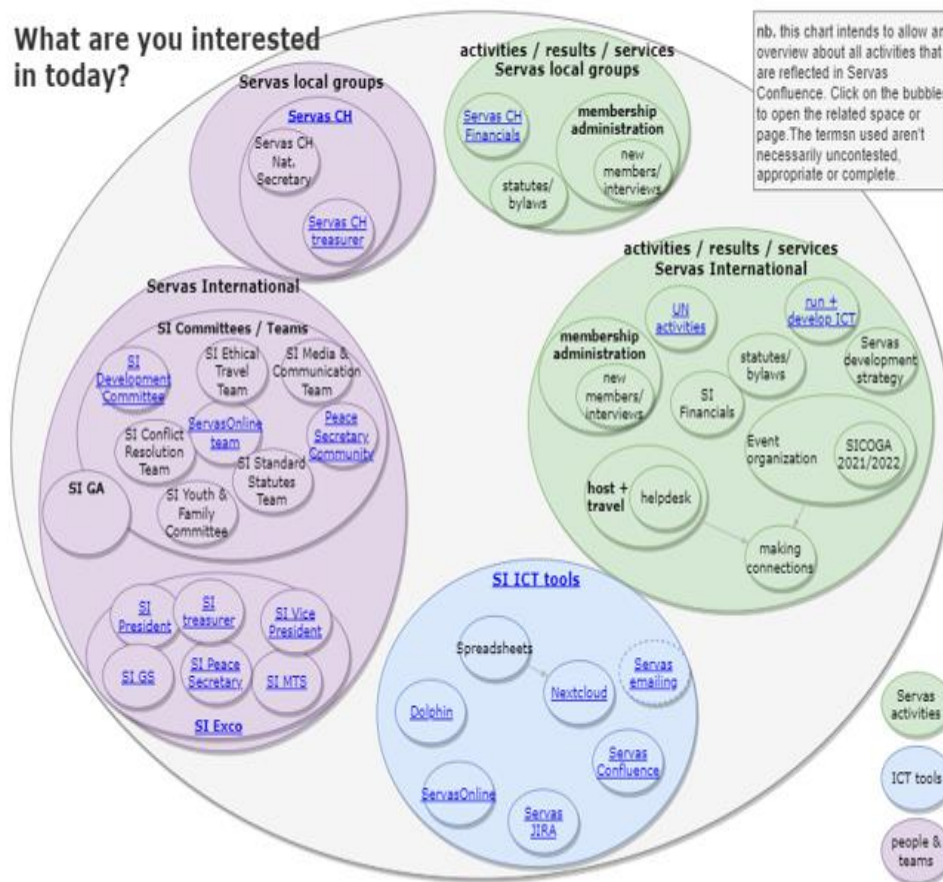 What are you interested
in today?
nb. this chart intends to allow an
overview about all activities that
are reflected in Servas
Confluence. Click on the bubbles
to open the related space or
page.The termsn used aren't
necessarily uncontested,
appropriate or complete.
Servas local groups
Servas CH
Servas CH
Nat.
Secretary
Servas CH
treasurer
activities / results / services
Servas local groups
Servas CH
Financials
membership
administration
new
members/
interviews
statutes/
bylaws
Servas International
SI Committees / Teams
SI
Development
Committee
SI Ethical
Travel
Team
SI Media &
Communication
Team
SI Conflict
Resolution
Team
ServasOnline
team
Peace
Secretary
Community
SI Standard
Statutes
Team
SI GA
SI Youth &
Family
Committee
SI
President
SI
treasurer
SI Vice
President
SI GS
SI Peace
Secretary
SI MTS
SI Exco
activities / results / services
Servas International
UN
activities
run +
develop ICT
membership
administration
new
members/
interviews
SI
Financials
statutes/
bylaws
Servas
development
strategy
Event
organization
SICOGA
2021/2022
host +
travel
helpdesk
making
connections
SI ICT tools
Spreadsheets
Nextcloud
Servas
emailing
Dolphin
Servas
Confluence
ServasOnline
Servas
JIRA
Servas
activities
ICT tools
people &
teams